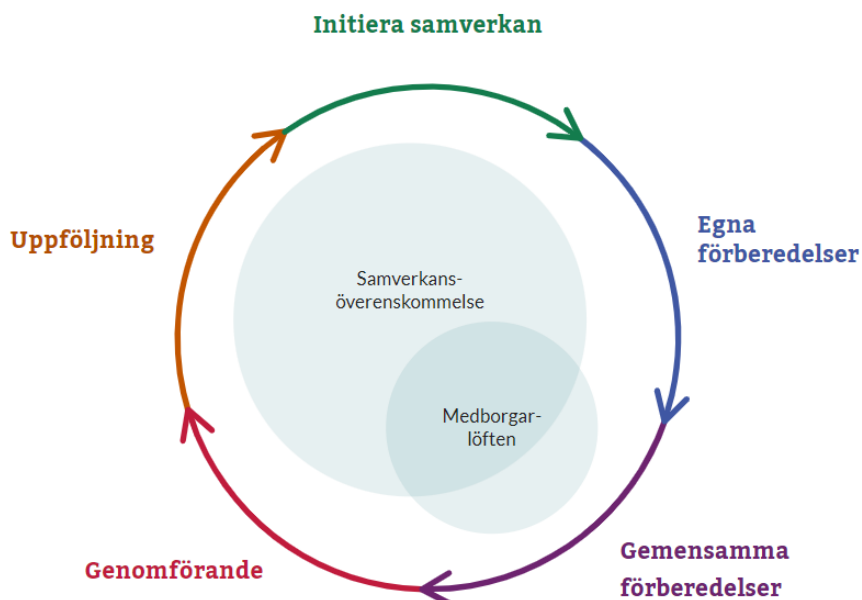 Initiera samverkan
Egna
förberedelser
Uppföljning
Samverkans-
överenskommelse
Medborgar-
löften
Gemensamma
förberedelser
Genomförande